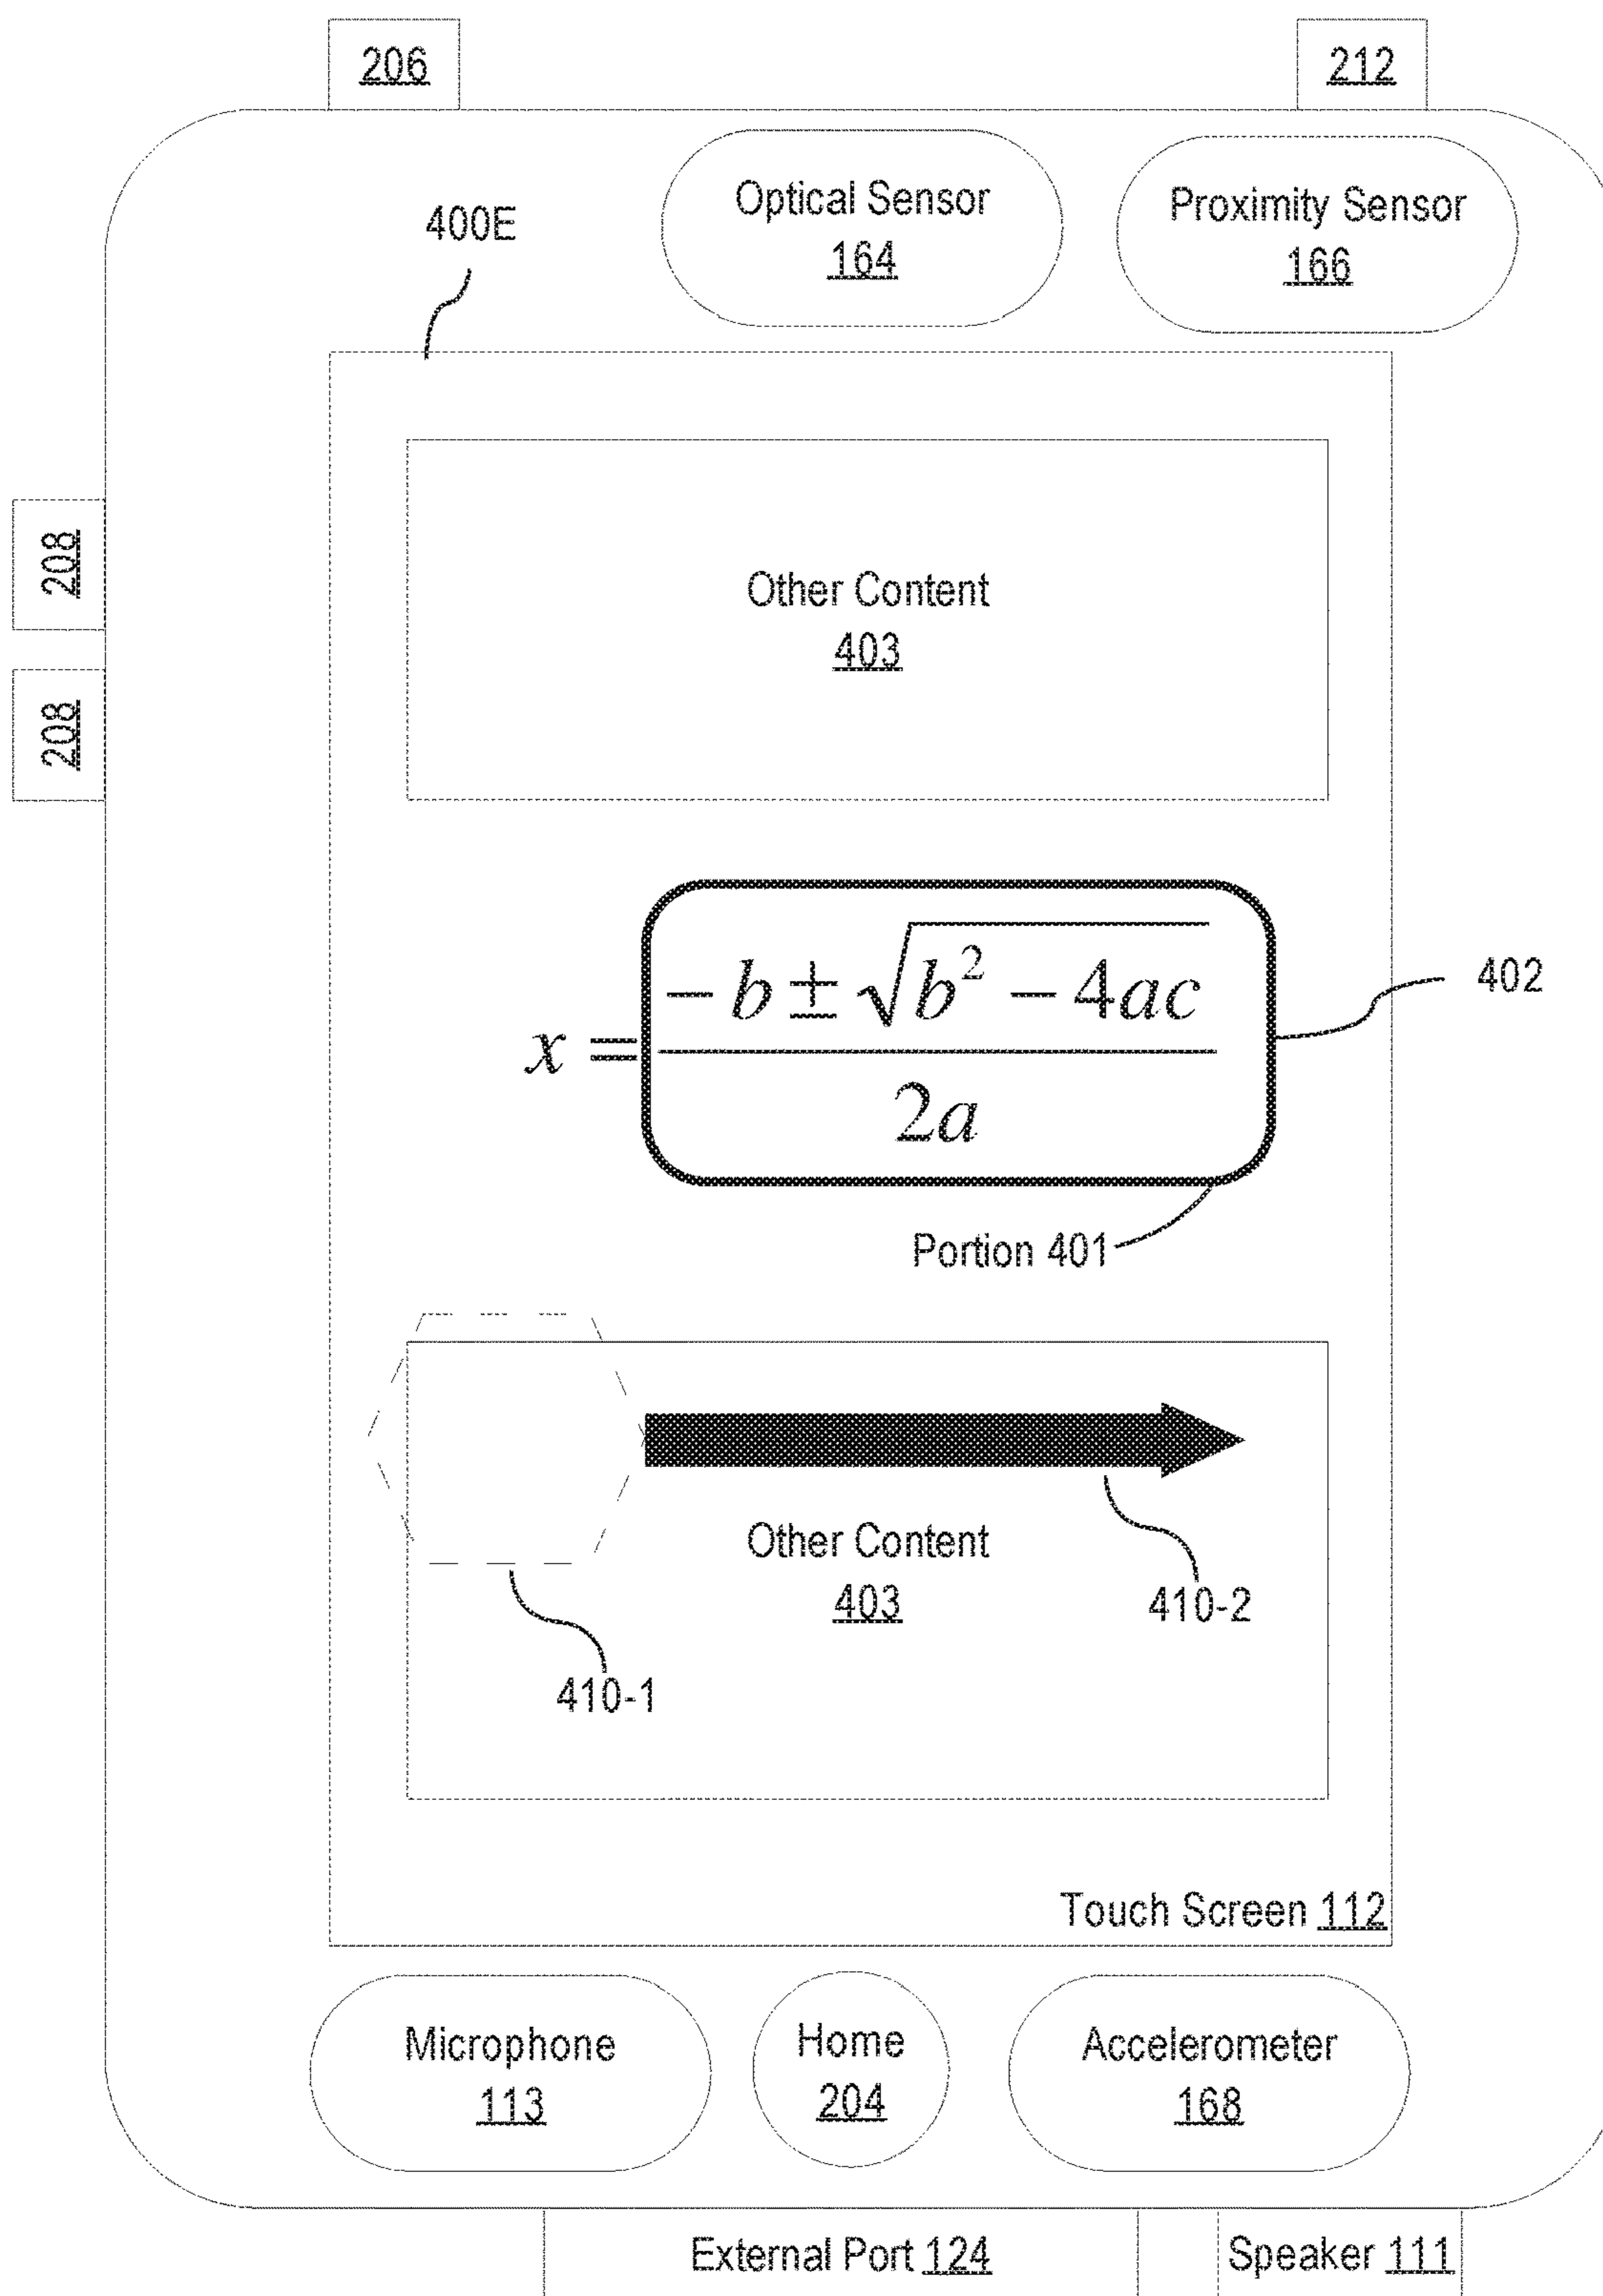 206
212
Optical Sensor
164
Proximity Sensor
166
400E
208
208
Other Content
403
x = −b ± √b² − 4ac / 2a
402
Portion 401
Other Content
403
410-2
410-1
Touch Screen 112
Microphone
113
Home
204
Accelerometer
168
External Port 124
Speaker 111